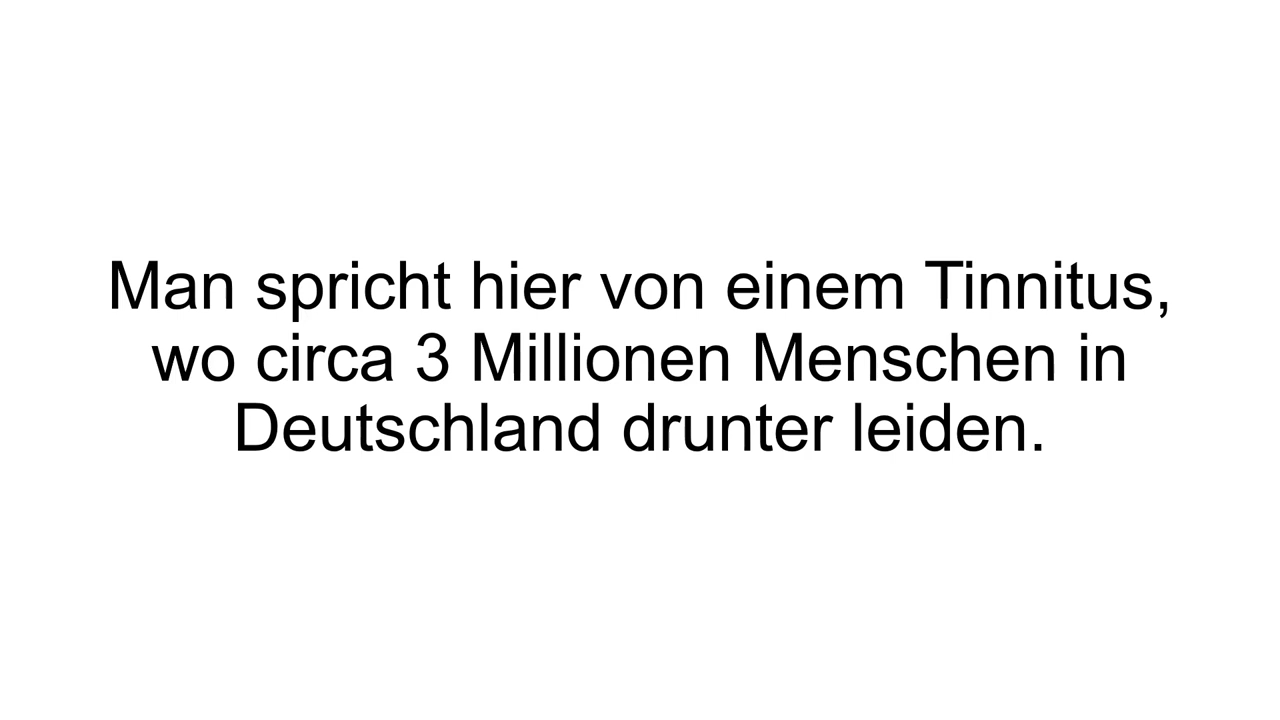 Man spricht hier von einem Tinnitus,
wo circa 3 Millionen Menschen in
Deutschland drunter leiden.